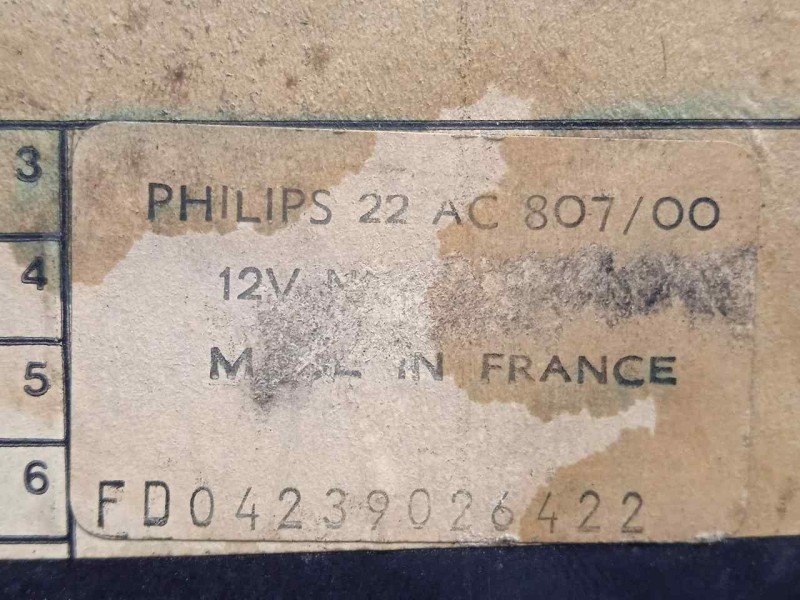 3
PHILIPS 22 AC 807/00
4
12V
5
IN FRANCE
6
FD04239026422